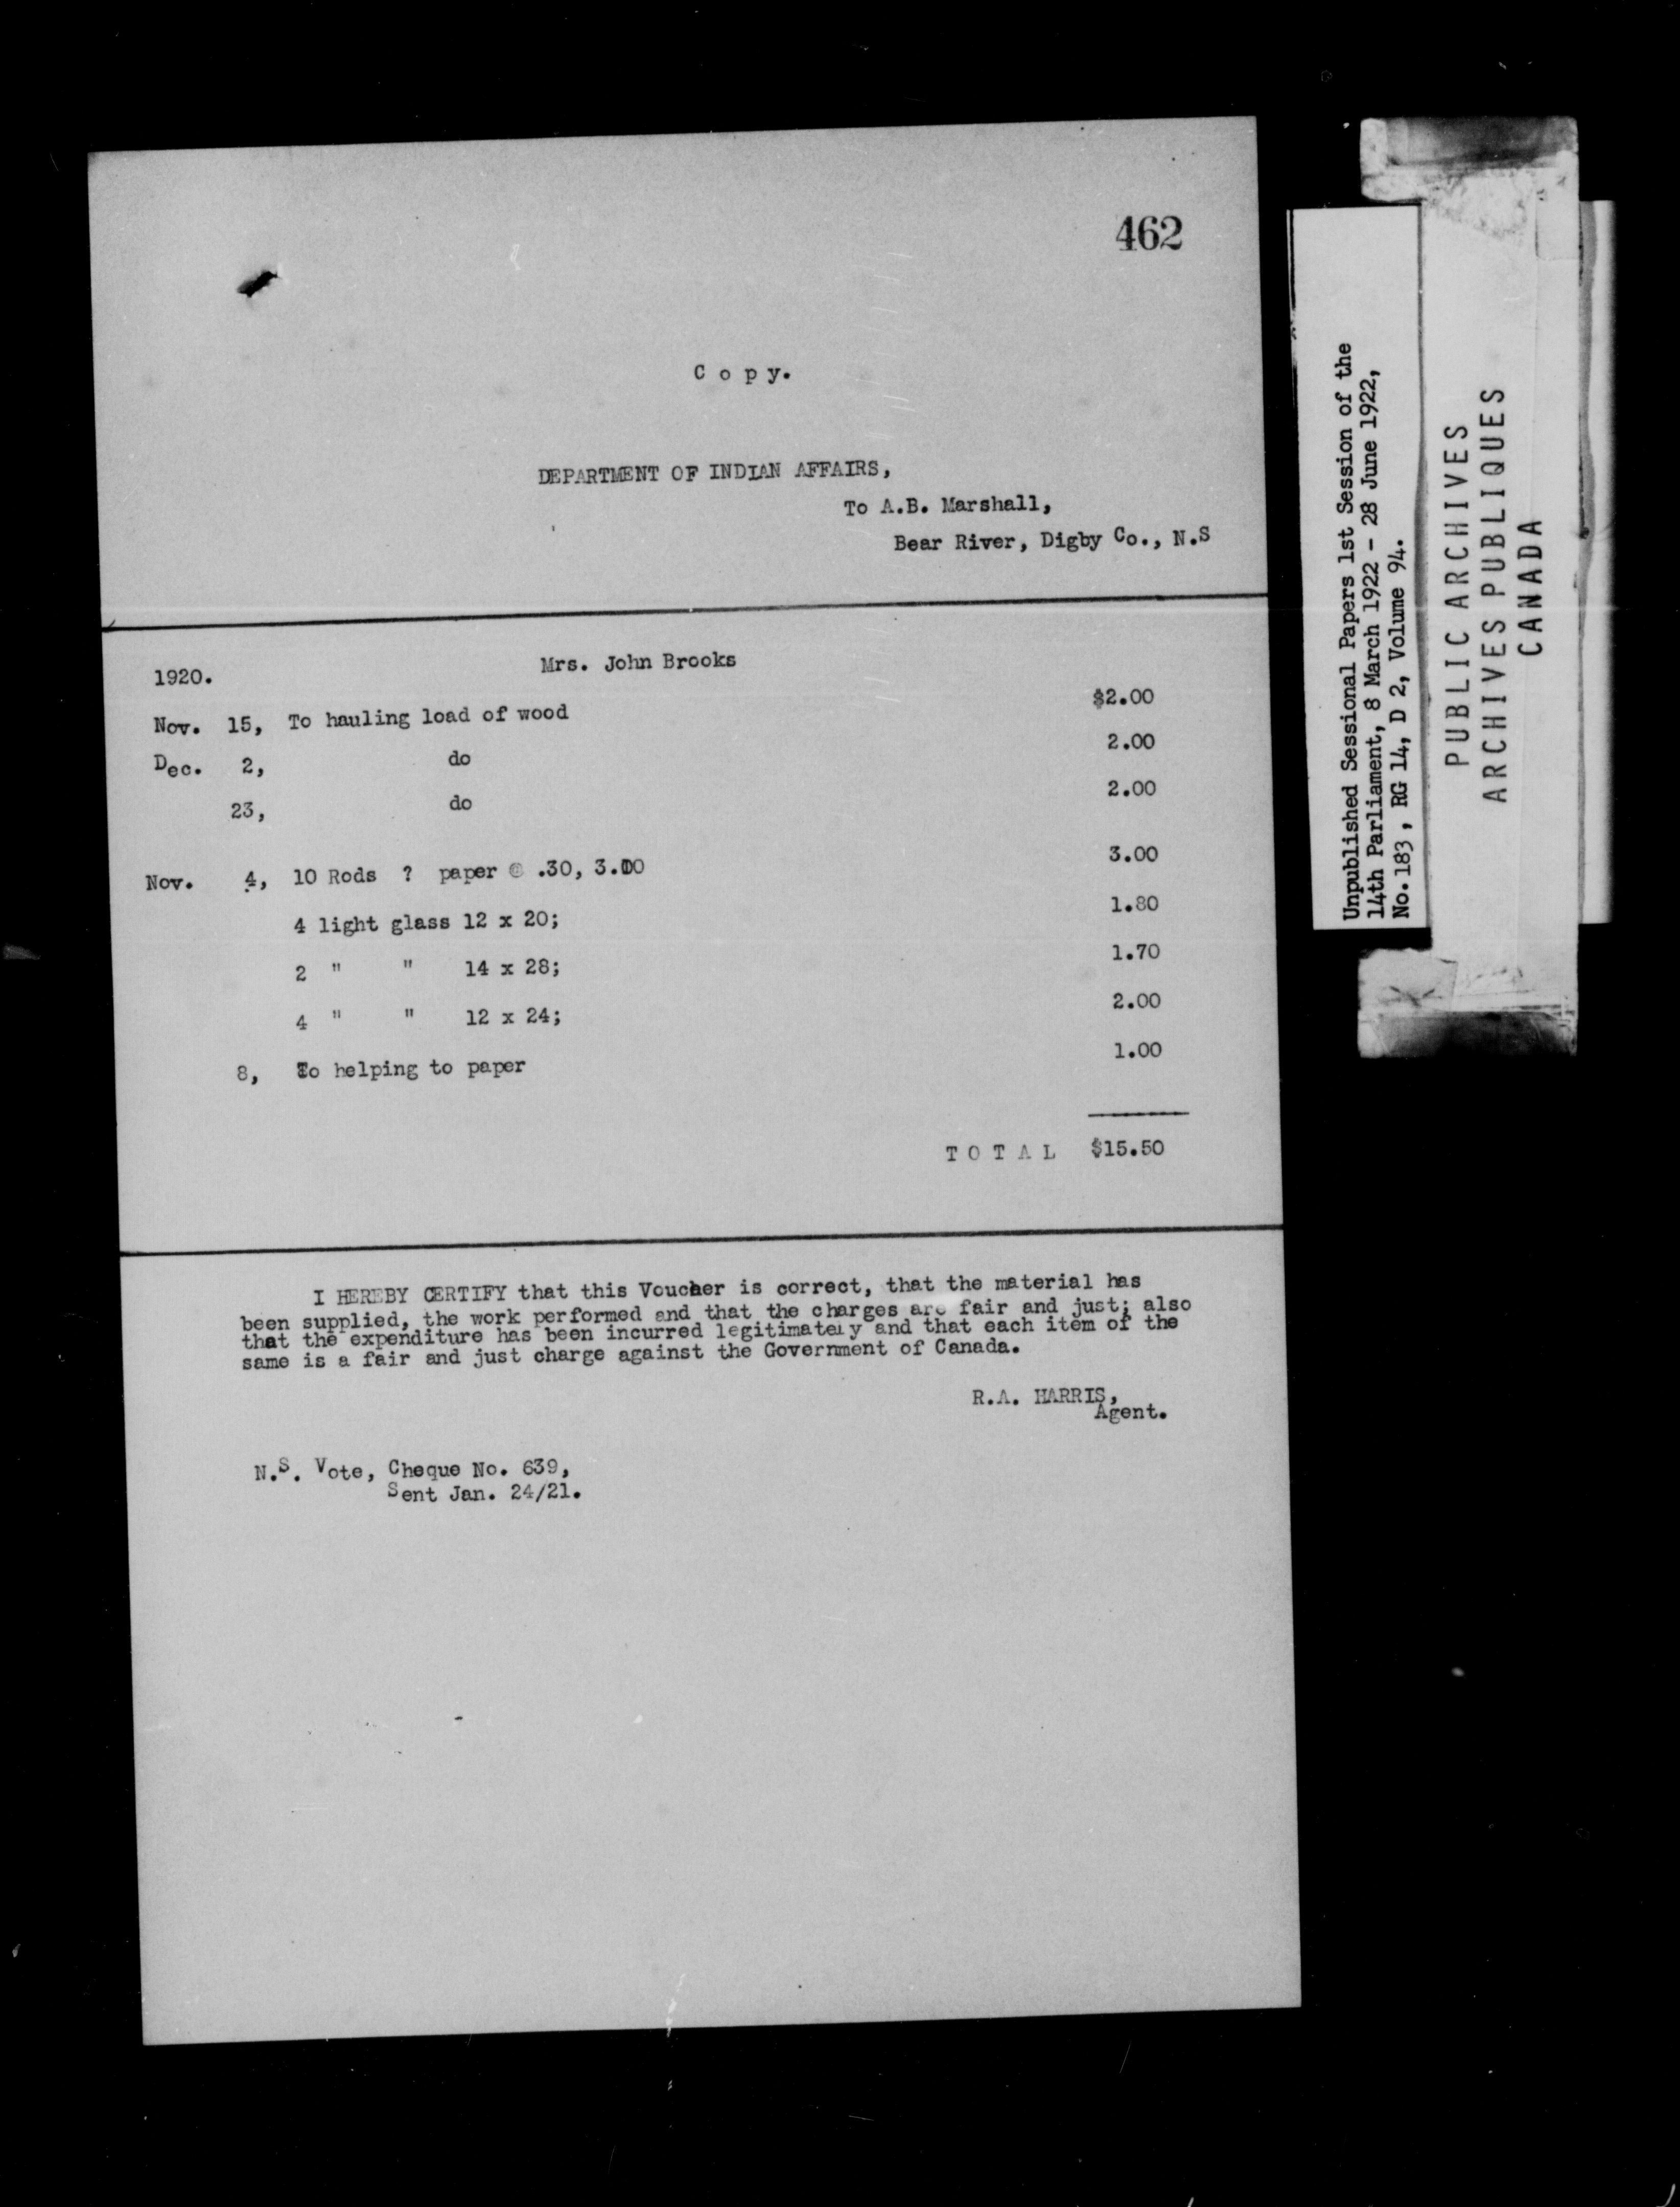 462
Copy.
DEPARTMENT OF INDIAN AFFAIRS,
To A.B. Marshall,
Bear River, Digby Co., N.S
1920. Mrs. John Brooks
Nov. 15, To hauling load of wood $2.00
Dec. 2, do 2.00
23, do 2.00
Nov. 4, 10 Rods ? paper @ .30, 3.00 3.00
4 light glass 12 x 20; 1.80
2 " " 14 x 28; 1.70
4 " " 12 x 24; 2.00
8, To helping to paper 1.00
TOTAL $15.50
I HEREBY CERTIFY that this Voucher is correct, that the material has
been supplied, the work performed and that the charges are fair and just; also
that the expenditure has been incurred legitimately and that each item of the
same is a fair and just charge against the Government of Canada.
R.A. HARRIS,
Agent.
N.S. Vote, Cheque No. 639,
Sent Jan. 24/21.
Unpublished Sessional Papers 1st Session of the
14th Parliament, 8 March 1922 - 28 June 1922,
No. 183, RG 14, D 2, Volume 94.
PUBLIC ARCHIVES
ARCHIVES PUBLIQUES
CANADA